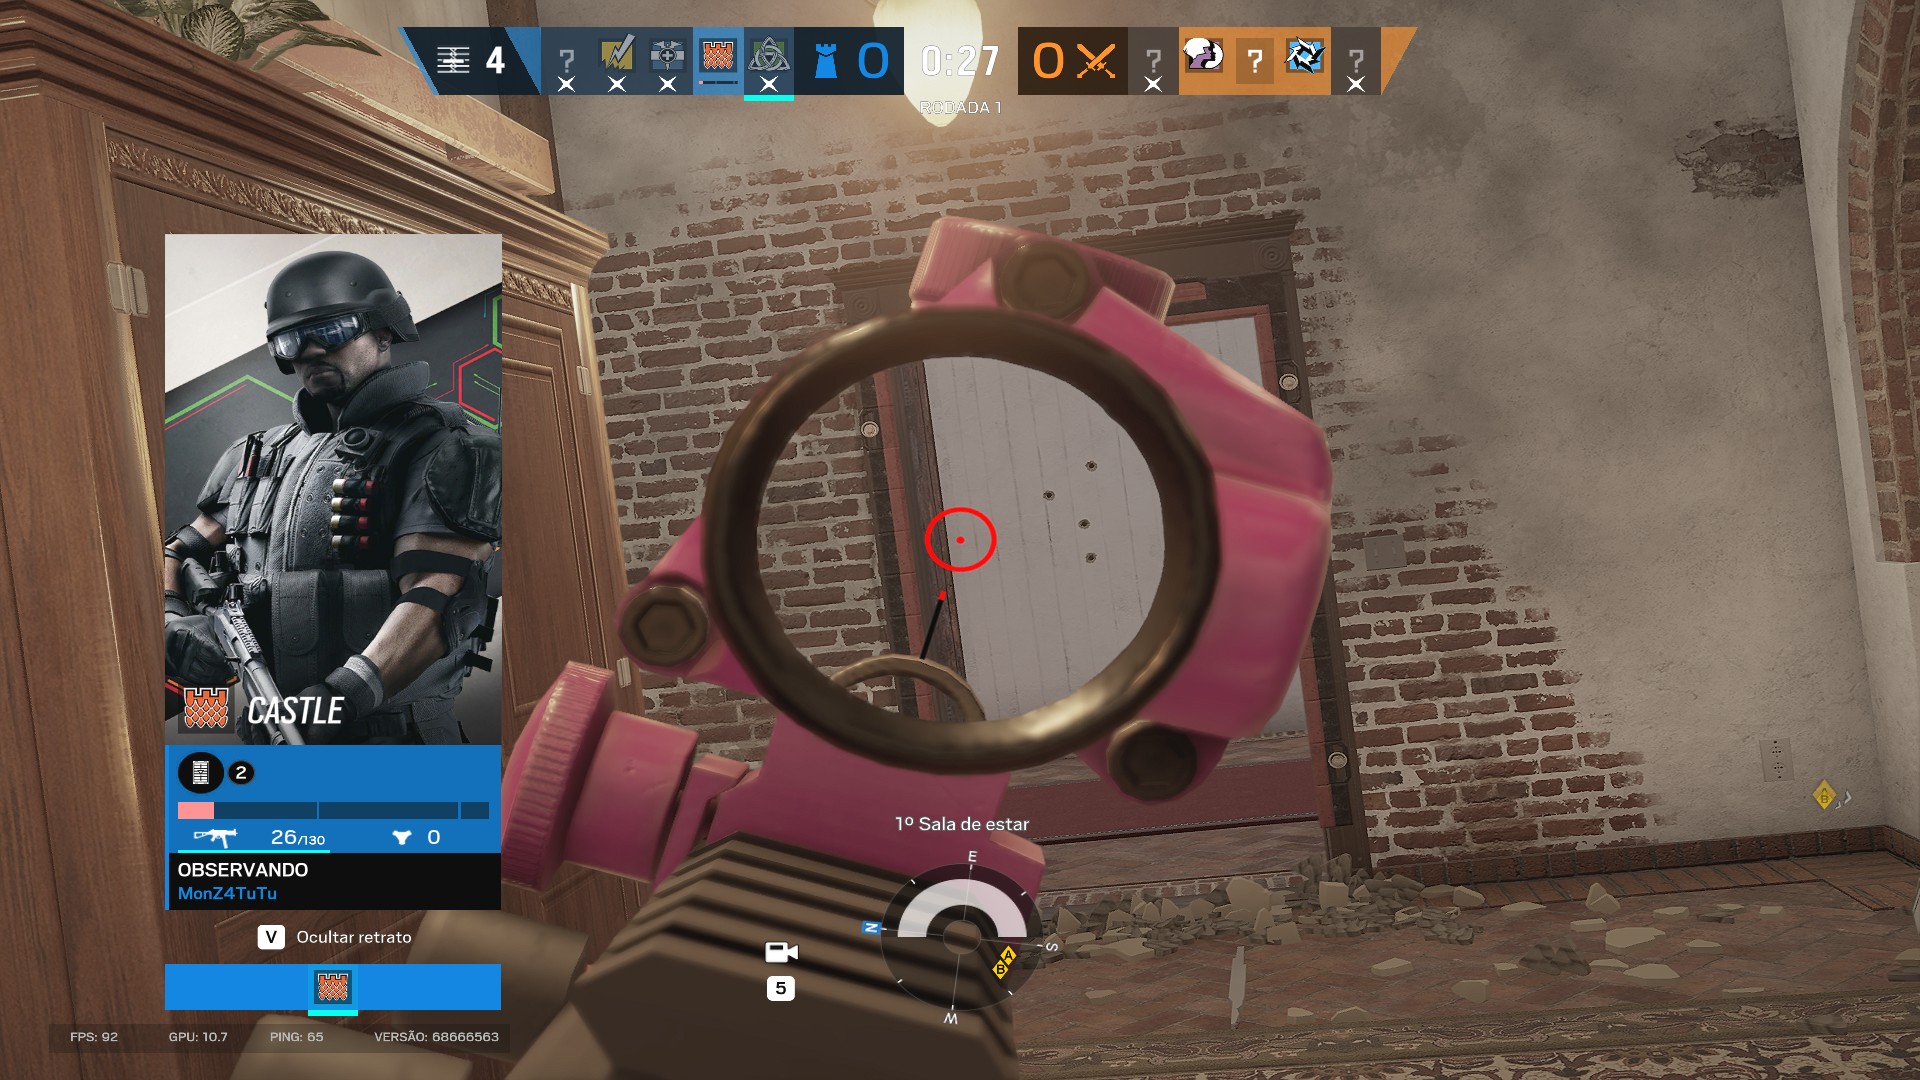 4
?
0
0:27
0
?
?
?
RODADA 1
CASTLE
2
26/130
0
OBSERVANDO
MonZ4TuTu
V Ocultar retrato
1º Sala de estar
E
N
S
A
B
W
5
B
FPS: 92 GPU: 10.7 PING: 65 VERSÃO: 68666563